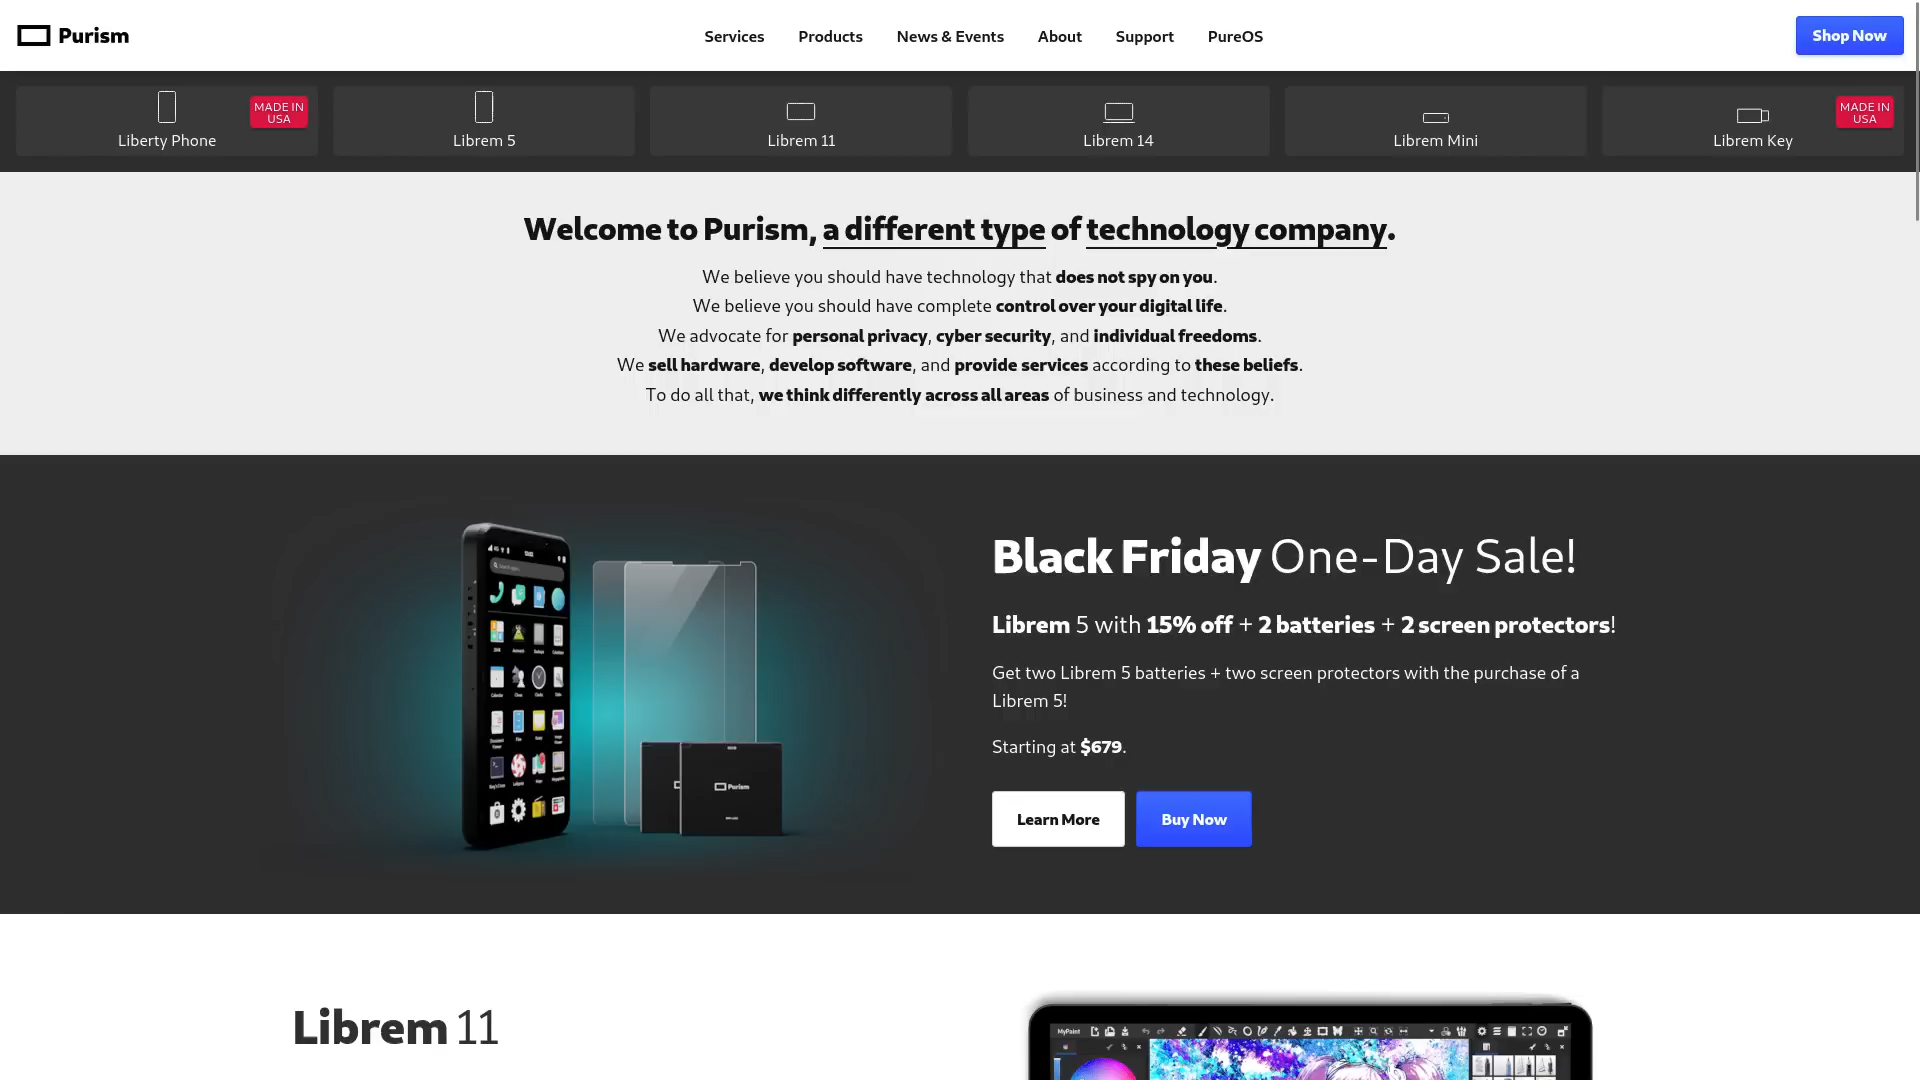 Purism
Services
Products
News & Events
About
Support
PureOS
Shop Now
Liberty Phone
MADE IN
USA
Librem 5
Librem 11
Librem 14
Librem Mini
Librem Key
MADE IN
USA
Welcome to Purism, a different type of technology company.
We believe you should have technology that does not spy on you.
We believe you should have complete control over your digital life.
We advocate for personal privacy, cyber security, and individual freedoms.
We sell hardware, develop software, and provide services according to these beliefs.
To do all that, we think differently across all areas of business and technology.
Purism
Black Friday One-Day Sale!
Librem 5 with 15% off + 2 batteries + 2 screen protectors!
Get two Librem 5 batteries + two screen protectors with the purchase of a
Librem 5!
Starting at $679.
Learn More
Buy Now
Librem 11
MyPaint